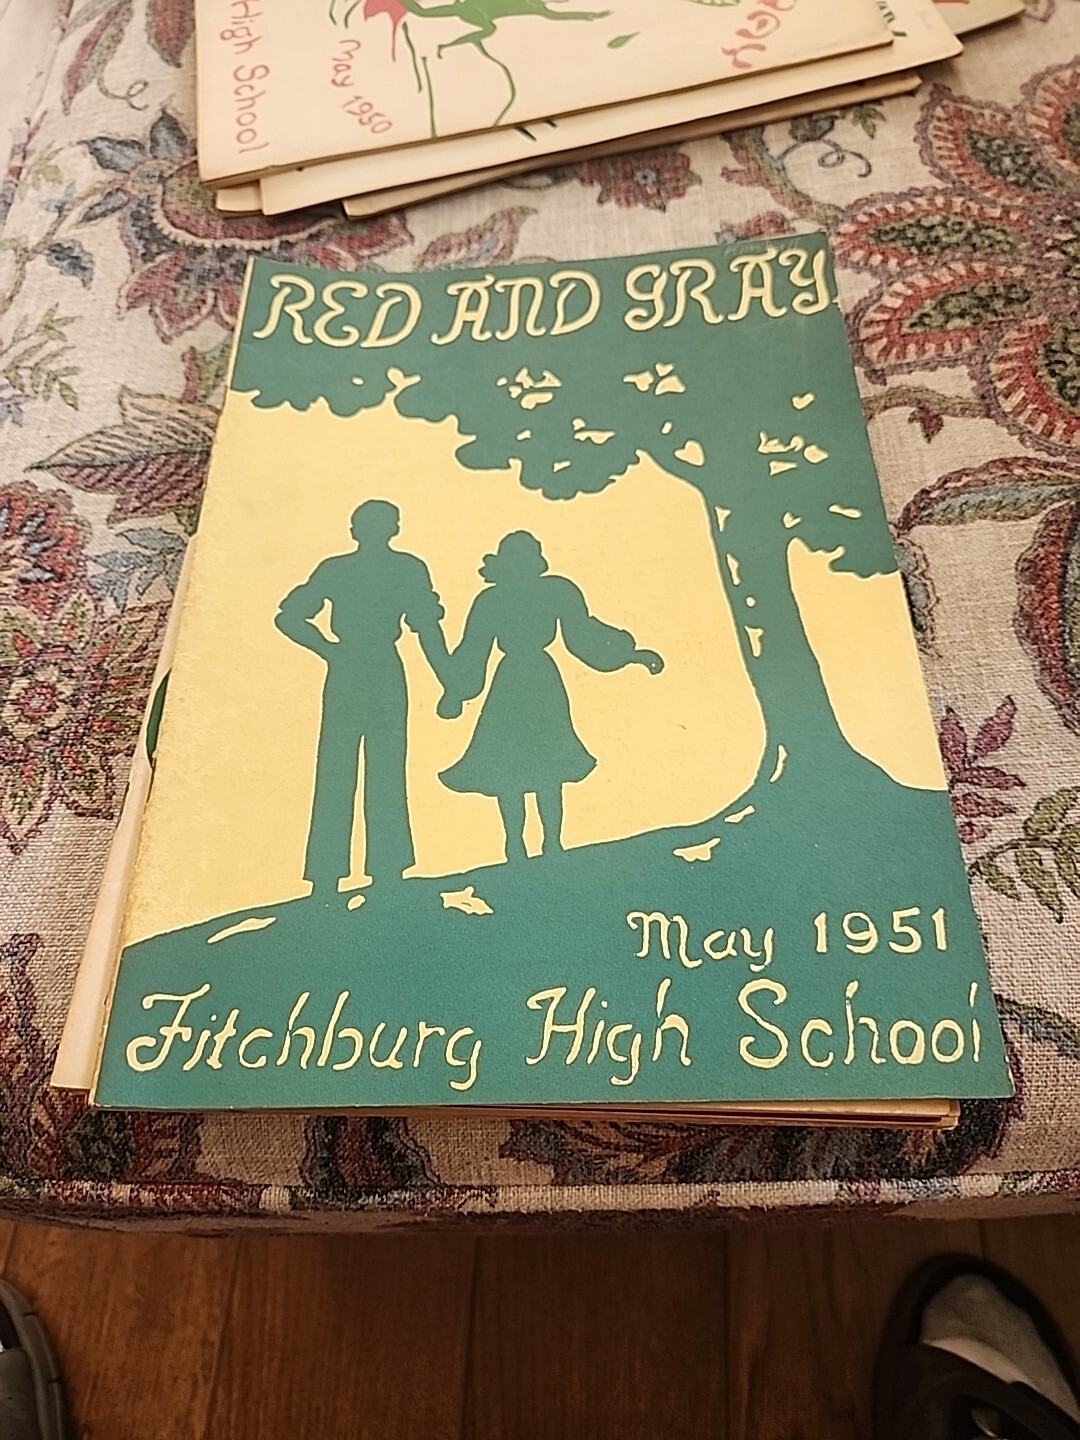 High School
May 1950
RED AND GRAY
May 1951
Fitchburg High School